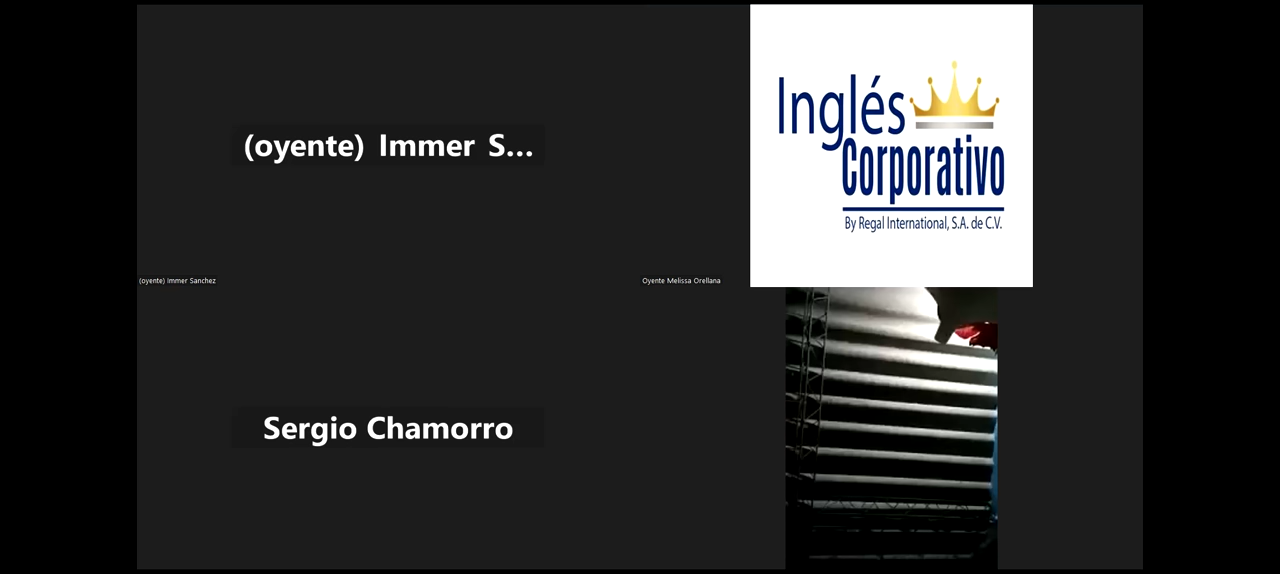 (oyente) Immer S...
(oyente) Immer Sanchez
Inglés
Corporativo
By Regal International, S.A. de C.V.
Oyente Melissa Orellana
Sergio Chamorro